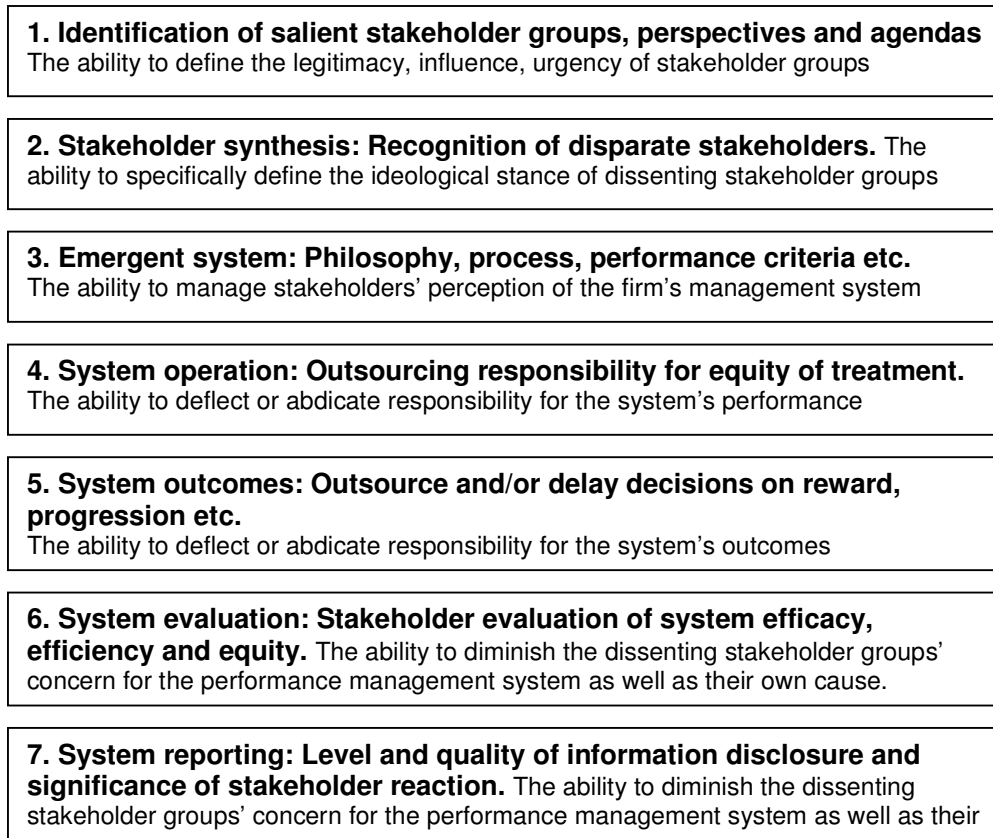 1. Identification of salient stakeholder groups, perspectives and agendas
The ability to define the legitimacy, influence, urgency of stakeholder groups
2. Stakeholder synthesis: Recognition of disparate stakeholders. The
ability to specifically define the ideological stance of dissenting stakeholder groups
3. Emergent system: Philosophy, process, performance criteria etc.
The ability to manage stakeholders’ perception of the firm’s management system
4. System operation: Outsourcing responsibility for equity of treatment.
The ability to deflect or abdicate responsibility for the system’s performance
5. System outcomes: Outsource and/or delay decisions on reward,
progression etc.
The ability to deflect or abdicate responsibility for the system’s outcomes
6. System evaluation: Stakeholder evaluation of system efficacy,
efficiency and equity. The ability to diminish the dissenting stakeholder groups’
concern for the performance management system as well as their own cause.
7. System reporting: Level and quality of information disclosure and
significance of stakeholder reaction. The ability to diminish the dissenting
stakeholder groups’ concern for the performance management system as well as their